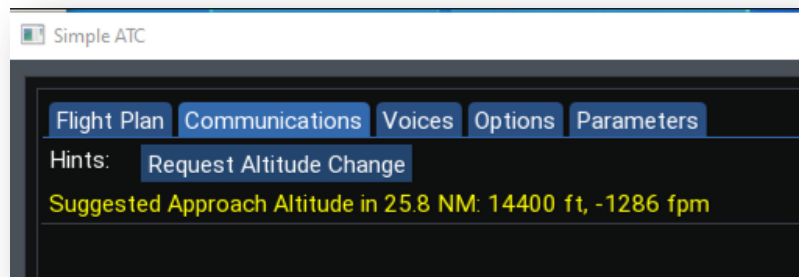 Simple ATC
Flight Plan Communications Voices Options Parameters
Hints: Request Altitude Change
Suggested Approach Altitude in 25.8 NM: 14400 ft, -1286 fpm